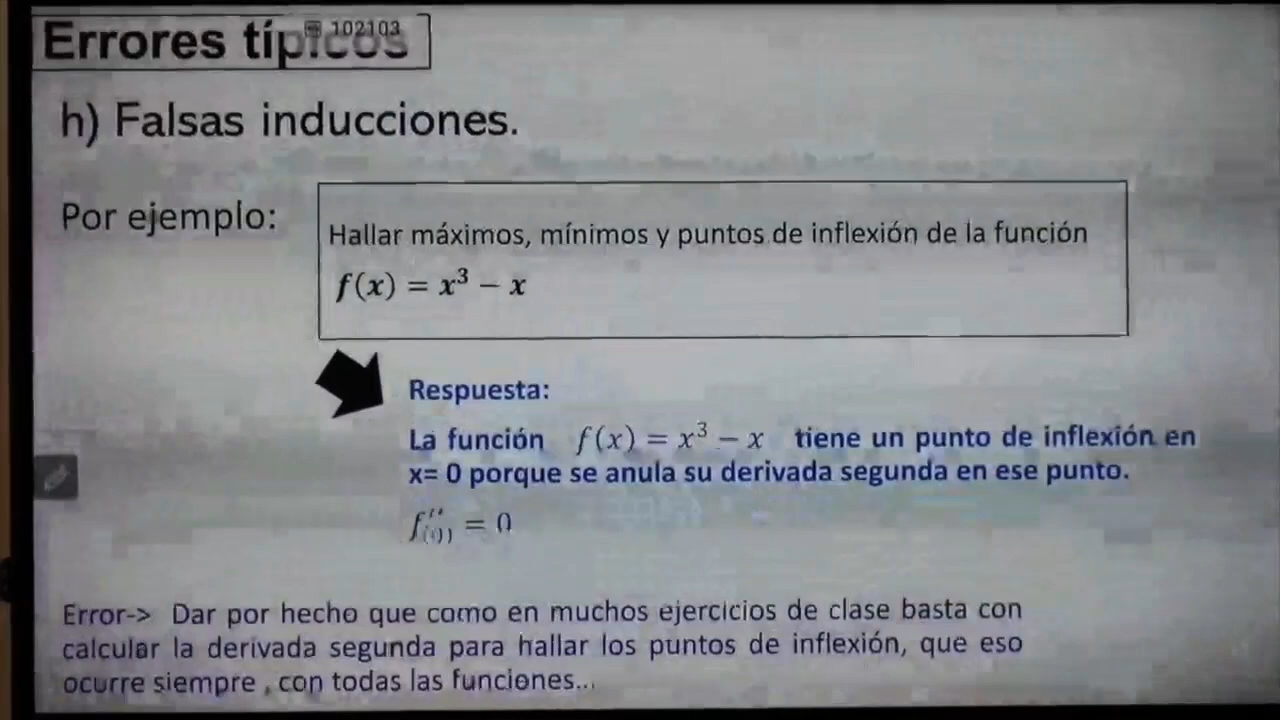 Errores típicos
102103
h) Falsas inducciones.
Por ejemplo:
Hallar máximos, mínimos y puntos de inflexión de la función
f(x) = x³ − x
Respuesta:
La función f(x) = x³ − x tiene un punto de inflexión en
x= 0 porque se anula su derivada segunda en ese punto.
f''(0) = 0
Error-> Dar por hecho que como en muchos ejercicios de clase basta con
calcular la derivada segunda para hallar los puntos de inflexión, que eso
ocurre siempre , con todas las funciones...